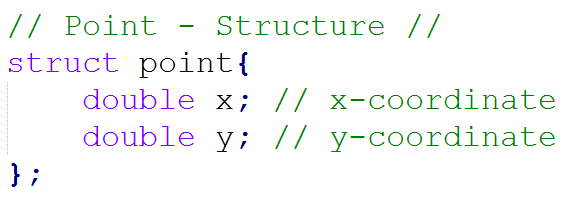 // Point - Structure //
struct point{
    double x; // x-coordinate
    double y; // y-coordinate
};